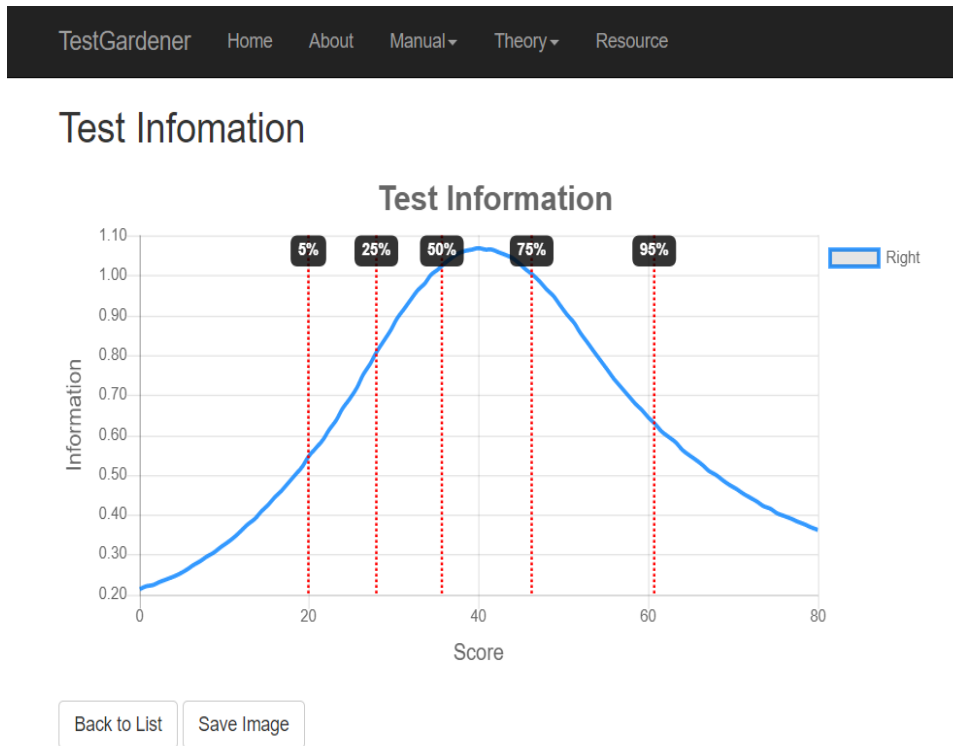 TestGardener Home About Manual Theory Resource
Test Infomation
Test Information
1.10
1.00
0.90
0.80
0.70
0.60
0.50
0.40
0.30
0.20
Information
5% 25% 50% 75% 95%
Right
0 20 40 60 80
Score
Back to List Save Image